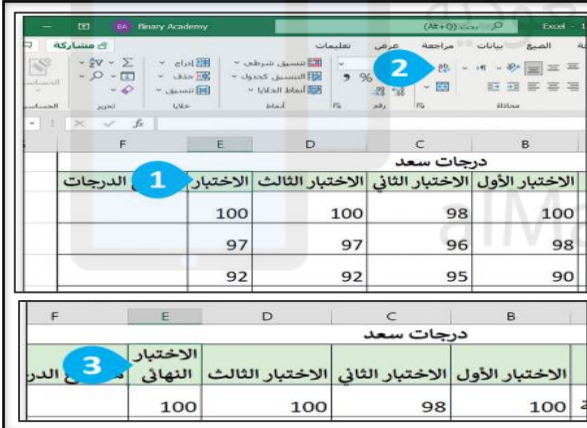 Binary Academy
Excel
مشاركة
تعليمات
عرض
مراجعة
بيانات
الصيغ
إدراج
حذف
تنسيق
تنسيق شرطي
التنسيق كجدول
أنماط الخلايا
2
تحرير
خلايا
أنماط
رقم
محاذاة
fx
F E D C B
درجات سعد
الاختبار الأول الاختبار الثاني الاختبار الثالث الاختبار 1 الدرجات
100 98 100 100
98 96 97 97
90 95 92 92
F E D C B
درجات سعد
الاختبار الأول الاختبار الثاني الاختبار الثالث الاختبار النهائي 3
100 98 100 100